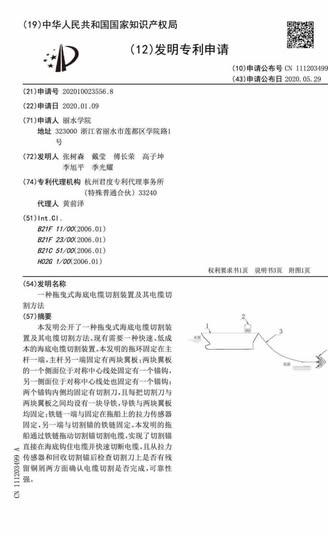 (19)中华人民共和国国家知识产权局
(12)发明专利申请
(10)申请公布号 CN 111203499 A
(43)申请公布日 2020.05.29
(21)申请号 202010023556.8
(22)申请日 2020.01.09
(71)申请人 丽水学院
地址 323000 浙江省丽水市莲都区学院路1
号
(72)发明人 张树森 戴莹 傅长荣 高子坤
李旭平 季光耀
(74)专利代理机构 杭州君度专利代理事务所
(特殊普通合伙) 33240
代理人 黄前泽
(51)Int.Cl.
B21F 11/00(2006.01)
B21F 23/00(2006.01)
B21C 51/00(2006.01)
H02G 1/00(2006.01)
权利要求书1页 说明书3页 附图1页
(54)发明名称
一种拖曳式海底电缆切割装置及其电缆切
割方法
(57)摘要
本发明公开了一种拖曳式海底电缆切割装
置及其电缆切割方法。现有需要一种快速、低成
本的海底电缆切割装置。本发明的拖环固定在主
杆一端,主杆另一端固定有两块翼板;两块翼板
的一个侧面位于对称中心线处固定有一个锚钩,
另一侧面位于对称中心线处也固定有一个锚钩;
两个锚钩内侧均固定有切割刀,且每把切割刀与
两块翼板之间均设有一块导铁,导铁与两块翼板
均固定;铁链一端与固定在拖船上的拉力传感器
固定,另一端与切割锚的铁链固定。本发明的拖
船通过铁链拖动切割锚切割电缆,实现了切割锚
直接在海底钩住电缆并快速切断电缆,且从拉力
传感器和回收切割锚后检查切割刀上是否有残
留铜屑两方面确认电缆切割是否完成,可靠性
强。
1
2
3
CN 111203499 A